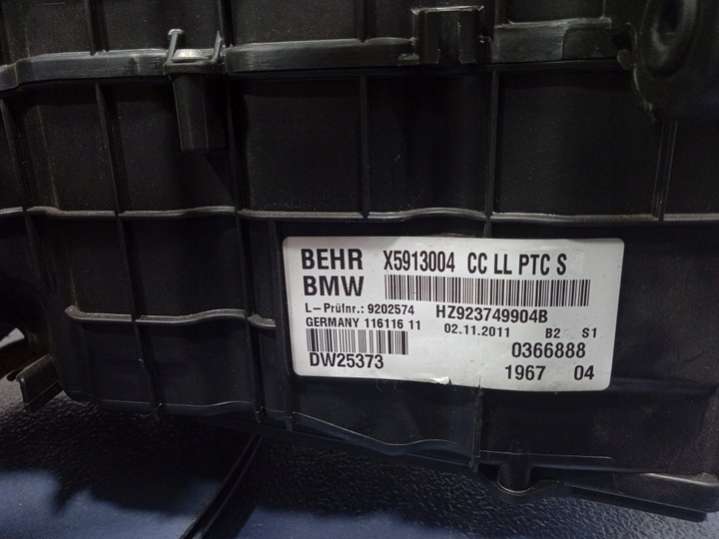 BEHR X5913004 CC LL PTC S
BMW
L-Prüfnr.: 9202574 HZ923749904B
GERMANY 116116 11 02.11.2011 B2 S1
0366888
DW25373
1967 04